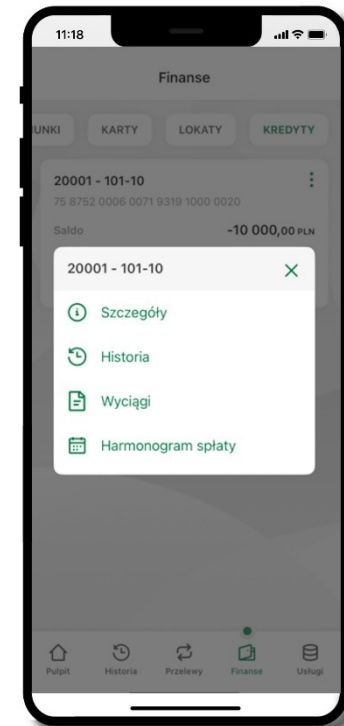 11:18
Finanse
UNKI KARTY LOKATY KREDYTY
20001 - 101-10
75 8752 0006 0071 9319 1000 0020
Saldo -10 000,00 PLN
20001 - 101-10
Szczegóły
Historia
Wyciągi
Harmonogram spłaty
Pulpit Historia Przelewy Finanse Usługi